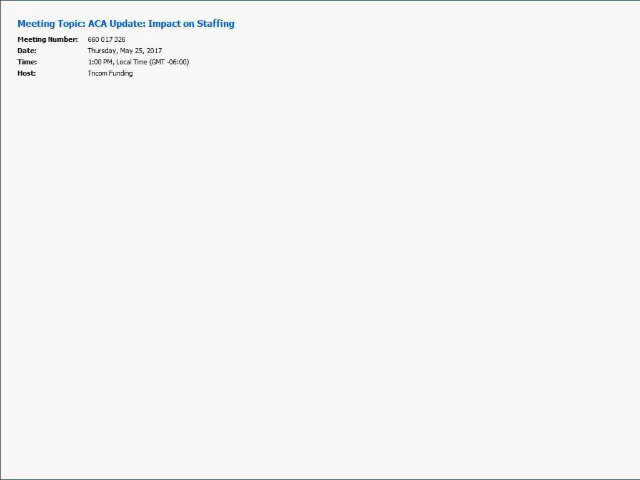 Meeting Topic: ACA Update: Impact on Staffing
Meeting Number: 660 017 326
Date: Thursday, May 25, 2017
Time: 1:00 PM, Local Time (GMT -06:00)
Host: Tricom Funding